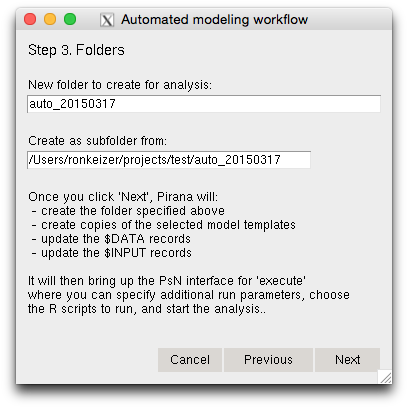 Automated modeling workflow
Step 3. Folders
New folder to create for analysis:
auto_20150317
Create as subfolder from:
/Users/ronkeizer/projects/test/auto_20150317
Once you click 'Next', Pirana will:
- create the folder specified above
- create copies of the selected model templates
- update the $DATA records
- update the $INPUT records
It will then bring up the PsN interface for 'execute'
where you can specify additional run parameters, choose
the R scripts to run, and start the analysis..
Cancel Previous Next